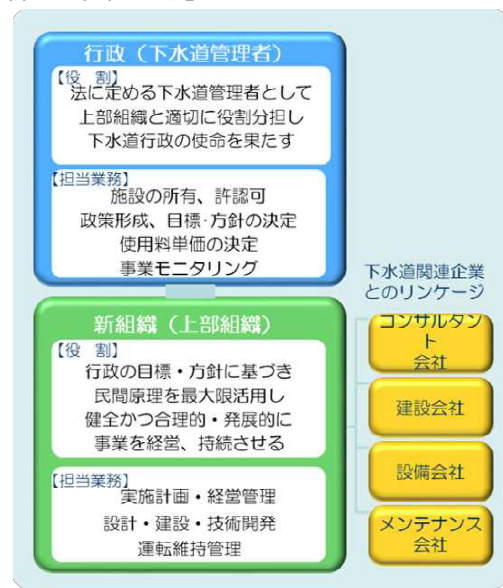 行政（下水道管理者）
【役　割】
法に定める下水道管理者として
上部組織と適切に役割分担し
下水道行政の使命を果たす
【担当業務】
施設の所有、許認可
政策形成、目標･方針の決定
使用料単価の決定
事業モニタリング
新組織（上部組織）
【役　割】
行政の目標・方針に基づき
民間原理を最大限活用し
健全かつ合理的・発展的に
事業を経営、持続させる
【担当業務】
実施計画・経営管理
設計・建設・技術開発
運転維持管理
下水道関連企業
とのリンケージ
コンサルタン
ト
会社
建設会社
設備会社
メンテナンス
会社